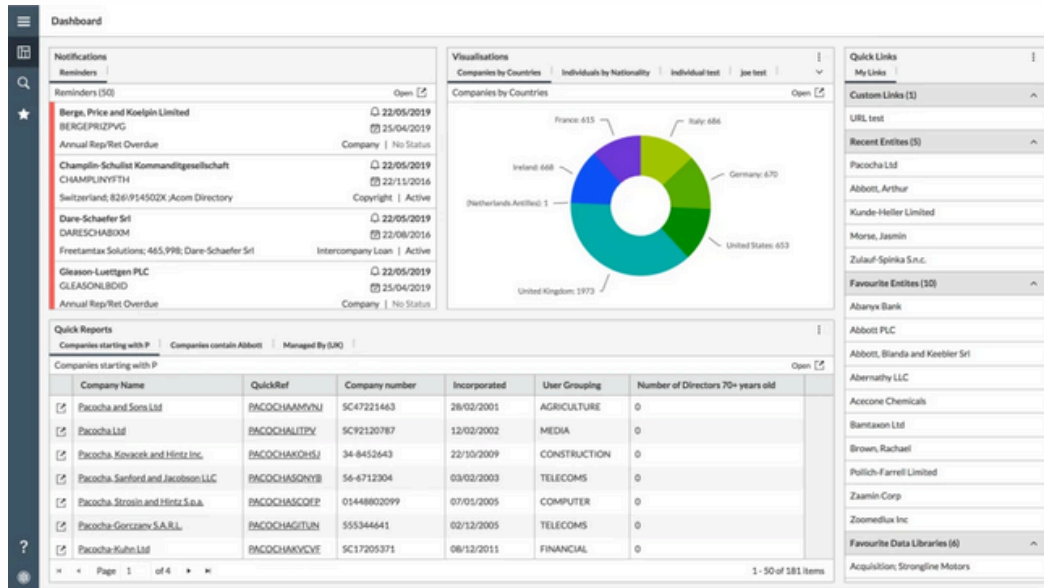 Dashboard
Notifications
Reminders
Reminders (50) Open
Berge, Price and Koelpin Limited 22/05/2019
BERGEPRIZPVG 25/04/2019
Annual Rep/Ret Overdue Company | No Status
Champlin-Schulist Kommanditgesellschaft 22/05/2019
CHAMPLINYFTH 22/11/2016
Switzerland; 826\914502X ;Acom Directory Copyright | Active
Dare-Schaefer Srl 22/05/2019
DARESCHABIXM 22/08/2016
Freetamtax Solutions; 465,998; Dare-Schaefer Srl Intercompany Loan | Active
Gleason-Luettgen PLC 22/05/2019
GLEASONLBDID 25/04/2019
Annual Rep/Ret Overdue Company | No Status
Visualisations
Companies by Countries Individuals by Nationality individual test joe test
Companies by Countries Open
France: 615
Italy: 686
Ireland: 668
Germany: 670
(Netherlands Antilles): 1
United States: 653
United Kingdom: 1973
Quick Links
My Links
Custom Links (1)
URL test
Recent Entites (5)
Pacocha Ltd
Abbott, Arthur
Kunde-Heller Limited
Morse, Jasmin
Zulauf-Spinka S.n.c.
Favourite Entites (10)
Abanyx Bank
Abbott PLC
Abbott, Blanda and Keebler Srl
Abernathy LLC
Acecone Chemicals
Bamtaxon Ltd
Brown, Rachael
Pollich-Farrell Limited
Zaamin Corp
Zoomedlux Inc
Favourite Data Libraries (6)
Acquisition; Strongline Motors
Quick Reports
Companies starting with P Companies contain Abbott Managed By (UK)
Companies starting with P Open
Company Name QuickRef Company number Incorporated User Grouping Number of Directors 70+ years old
Pacocha and Sons Ltd PACOCHAAMVNJ SC47221463 28/02/2001 AGRICULTURE 0
Pacocha Ltd PACOCHALITPV SC92120787 12/02/2002 MEDIA 0
Pacocha, Kovacek and Hintz Inc. PACOCHAKOHSJ 34-8452643 22/10/2009 CONSTRUCTION 0
Pacocha, Sanford and Jacobson LLC PACOCHASONYB 56-6712304 03/02/2003 TELECOMS 0
Pacocha, Strosin and Hintz S.p.a. PACOCHASCOFP 01448802099 07/01/2005 COMPUTER 0
Pacocha-Gorczany S.A.R.L. PACOCHAGITUN 555344641 02/12/2005 TELECOMS 0
Pacocha-Kuhn Ltd PACOCHAKVCVF SC17205371 08/12/2011 FINANCIAL 0
Page 1 of 4 1 - 50 of 181 items
?